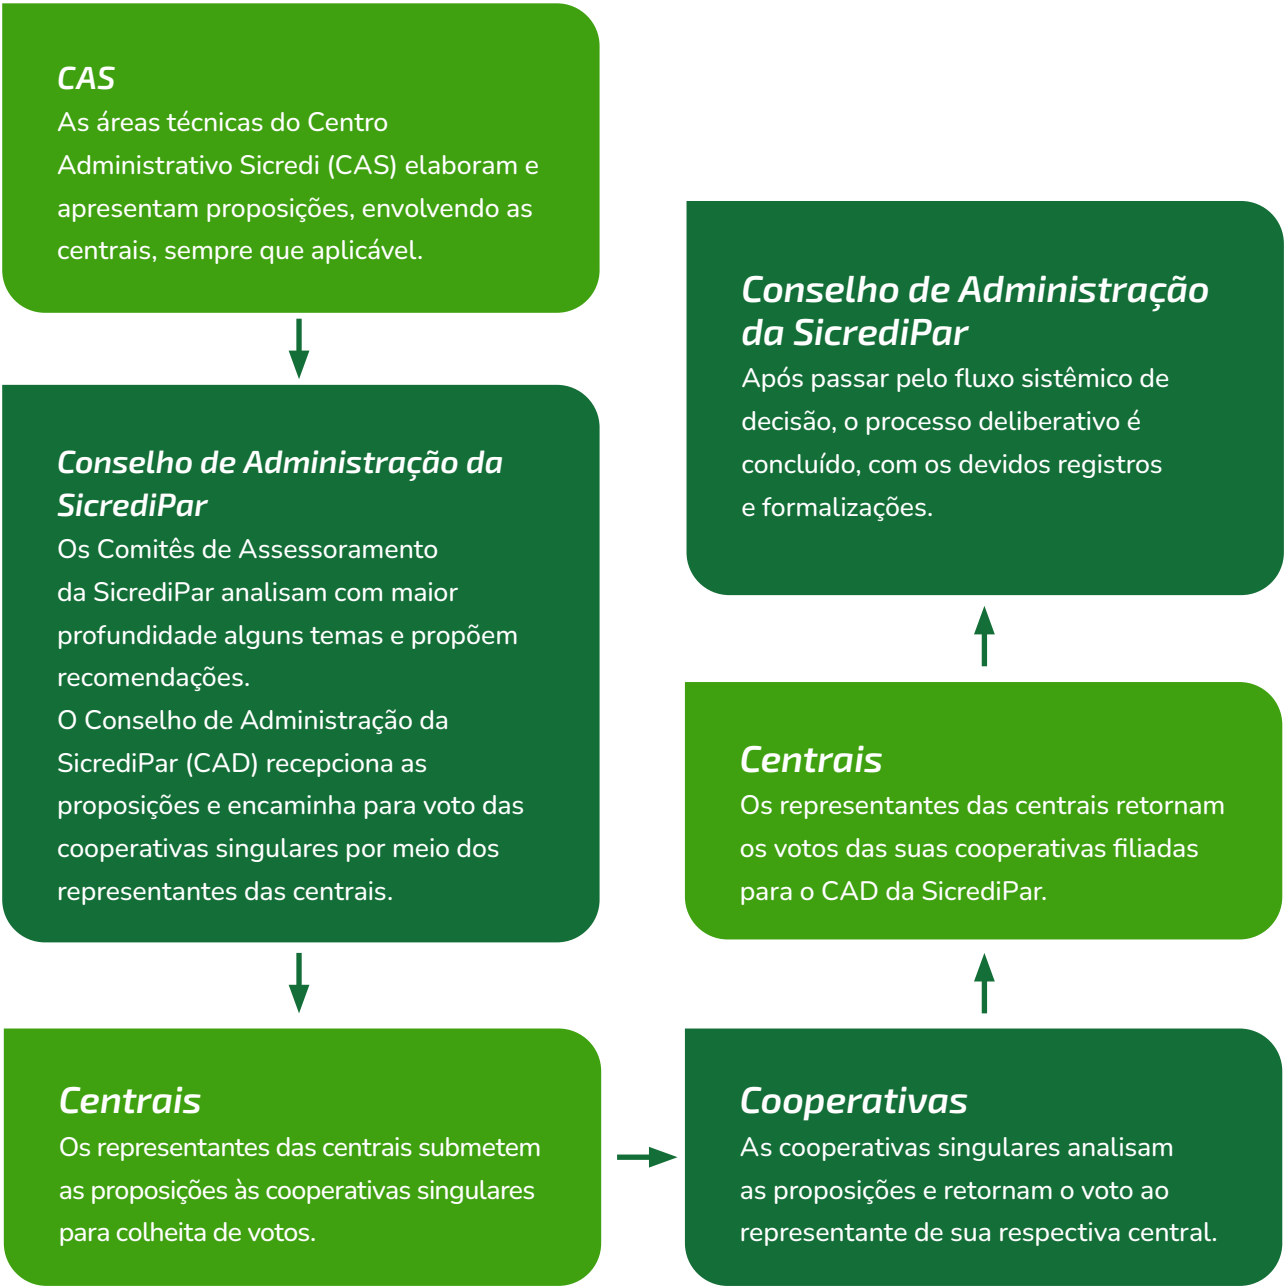 CAS
As áreas técnicas do Centro
Administrativo Sicredi (CAS) elaboram e
apresentam proposições, envolvendo as
centrais, sempre que aplicável.
Conselho de Administração da
SicrediPar
Os Comitês de Assessoramento
da SicrediPar analisam com maior
profundidade alguns temas e propõem
recomendações.
O Conselho de Administração da
SicrediPar (CAD) recepciona as
proposições e encaminha para voto das
cooperativas singulares por meio dos
representantes das centrais.
Centrais
Os representantes das centrais submetem
as proposições às cooperativas singulares
para colheita de votos.
Cooperativas
As cooperativas singulares analisam
as proposições e retornam o voto ao
representante de sua respectiva central.
Centrais
Os representantes das centrais retornam
os votos das suas cooperativas filiadas
para o CAD da SicrediPar.
Conselho de Administração
da SicrediPar
Após passar pelo fluxo sistêmico de
decisão, o processo deliberativo é
concluído, com os devidos registros
e formalizações.